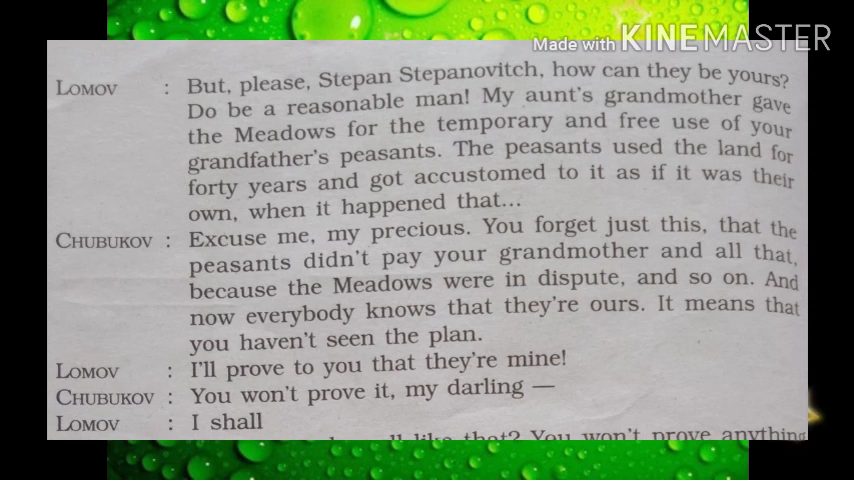 Made with KINEMASTER
LOMOV : But, please, Stepan Stepanovitch, how can they be yours?
Do be a reasonable man! My aunt's grandmother gave
the Meadows for the temporary and free use of your
grandfather's peasants. The peasants used the land for
forty years and got accustomed to it as if it was their
own, when it happened that...
CHUBUKOV : Excuse me, my precious. You forget just this, that the
peasants didn't pay your grandmother and all that,
because the Meadows were in dispute, and so on. And
now everybody knows that they're ours. It means that
you haven't seen the plan.
LOMOV : I'll prove to you that they're mine!
CHUBUKOV : You won't prove it, my darling —
LOMOV : I shall
like that? You won't prove anything